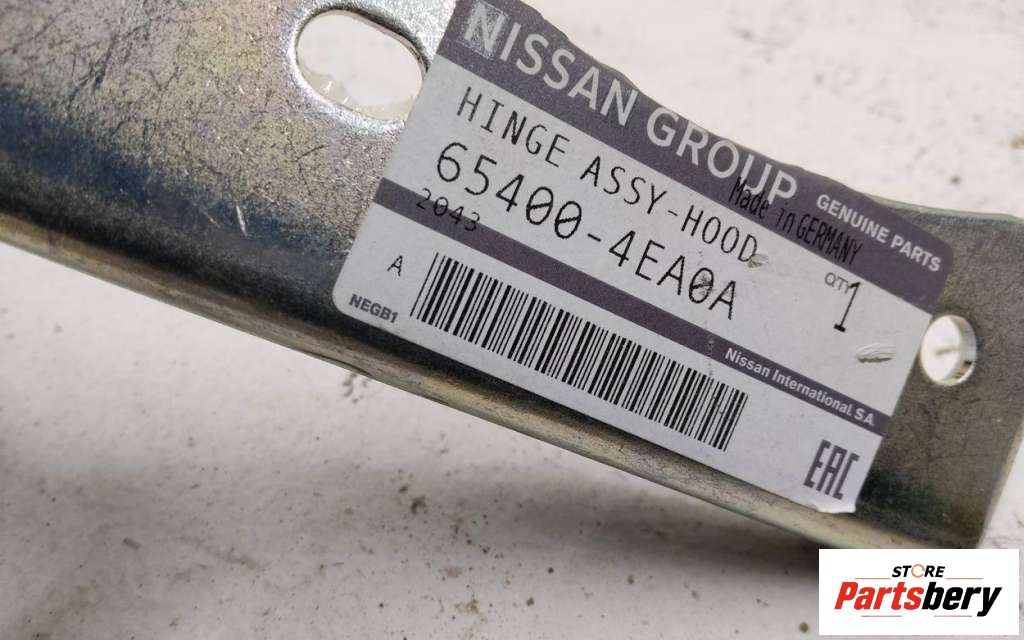 NISSAN GROUP GENUINE PARTS
Made in GERMANY
HINGE ASSY-HOOD
65400-4EA0A
QTY 1
2043
Nissan International SA
A
NEGB1
EAC
STORE
Partsbery